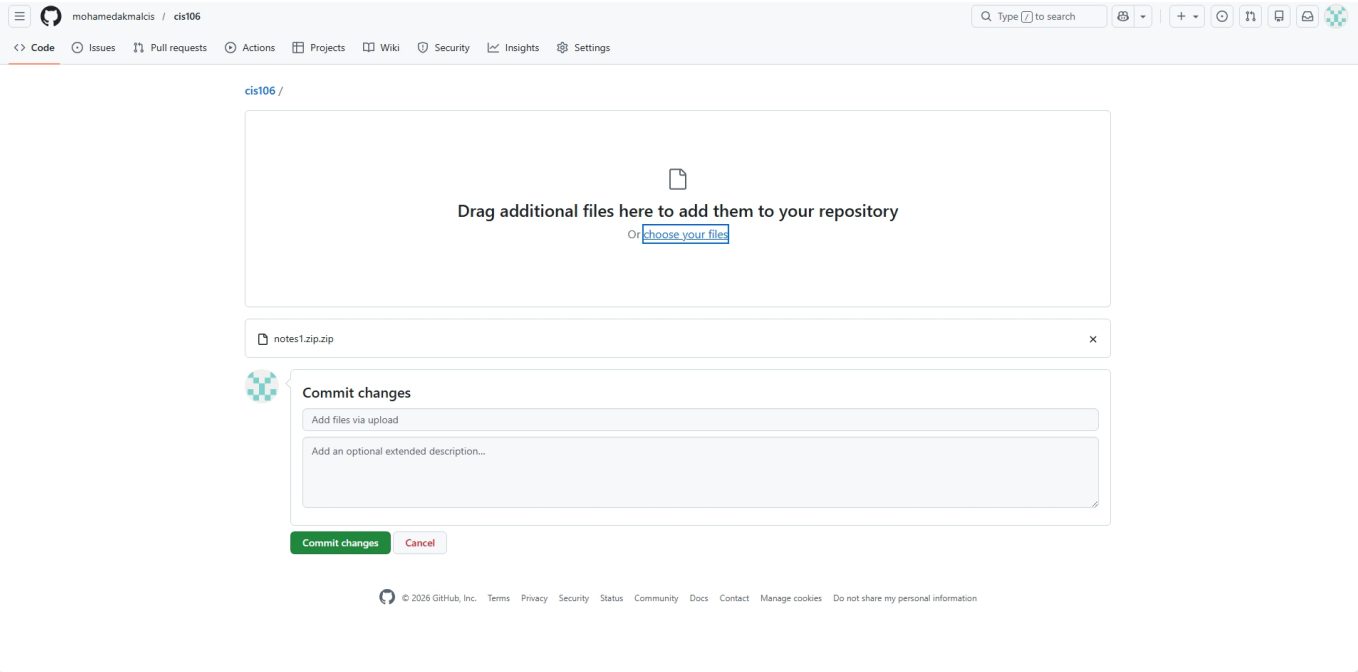 mohamedakmalcis / cis106
Type / to search
Code Issues Pull requests Actions Projects Wiki Security Insights Settings
cis106 /
Drag additional files here to add them to your repository
Or choose your files
notes1.zip.zip
Commit changes
Add files via upload
Add an optional extended description...
Commit changes Cancel
© 2026 GitHub, Inc. Terms Privacy Security Status Community Docs Contact Manage cookies Do not share my personal information